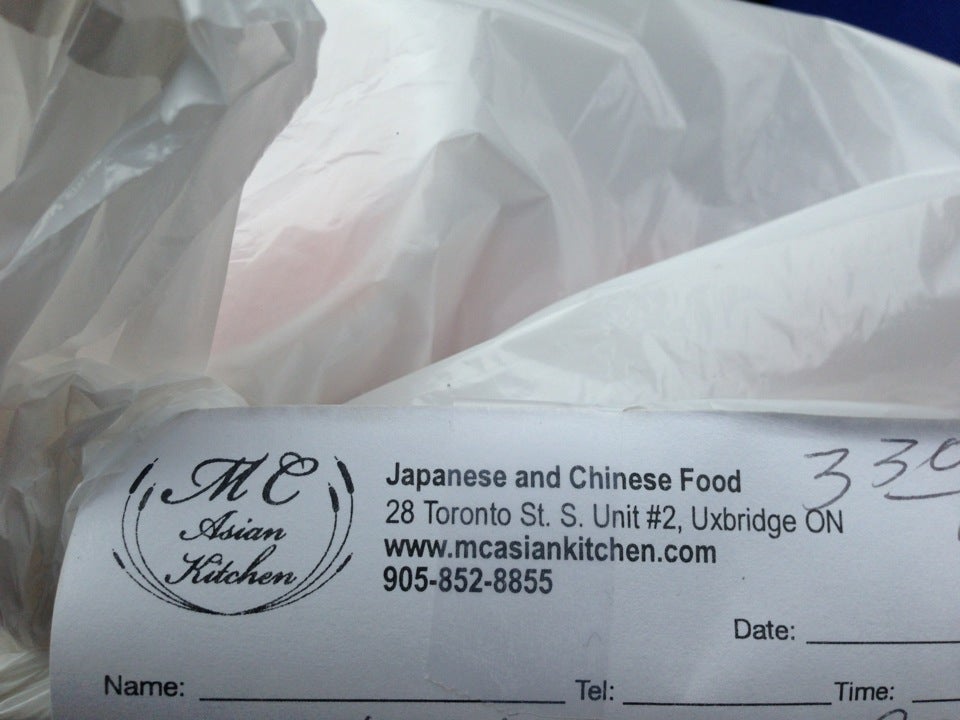 MC
Asian
Kitchen
Japanese and Chinese Food
28 Toronto St. S. Unit #2, Uxbridge ON
www.mcasiankitchen.com
905-852-8855
330
Date:
Name: Tel: Time: